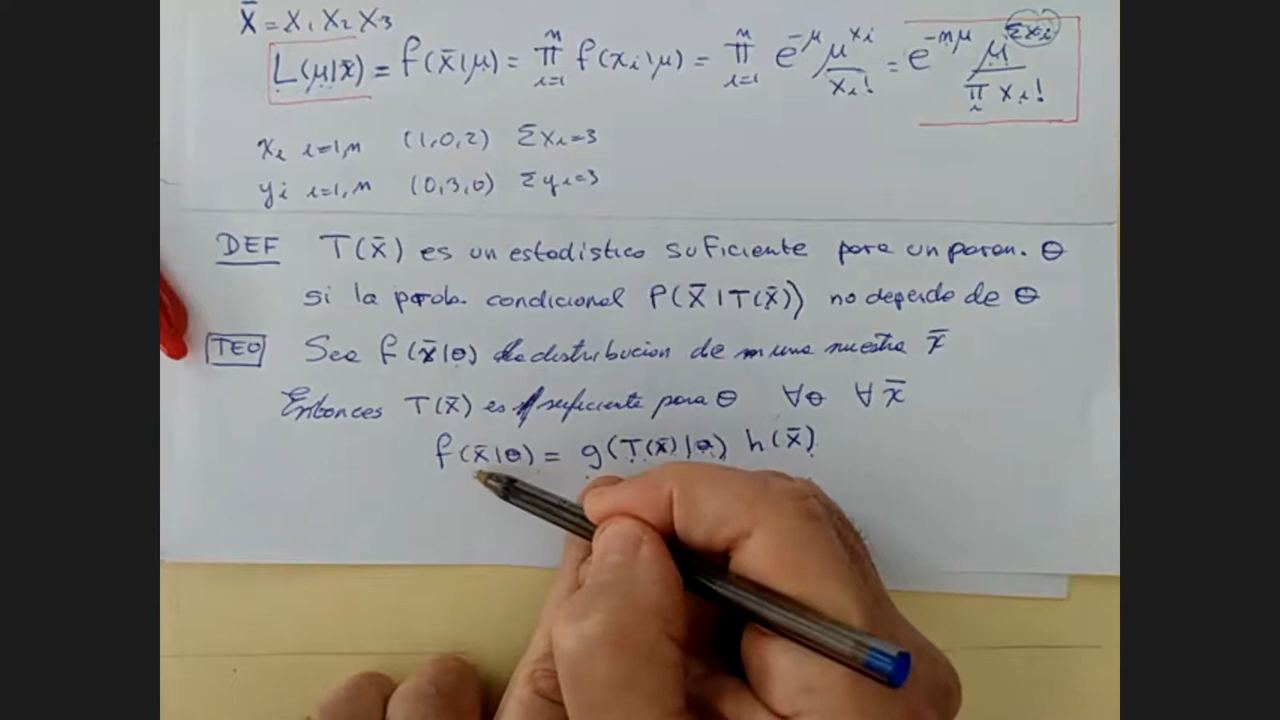 X̄ = X₁ X₂ X₃
L(μ|x̄) = f(x̄|μ) = ∏ᵢ₌₁ⁿ f(xᵢ|μ) = ∏ᵢ₌₁ⁿ e^-μ μ^xᵢ / xᵢ! = e^-nμ μ^Σxᵢ / ∏ᵢ xᵢ!
xᵢ i=1,n (1,0,2) Σxᵢ=3
yᵢ i=1,n (0,3,0) Σyᵢ=3
DEF T(x̄) es un estadístico suficiente para un param. θ
si la prob. condicional P(X̄|T(x̄)) no depende de θ
TEO Sea f(x̄|θ) la distribucion de una muestra x̄
Entonces T(x̄) es suficiente para θ ∀θ ∀x̄
f(x̄|θ) = g(T(x̄)|θ) h(x̄)